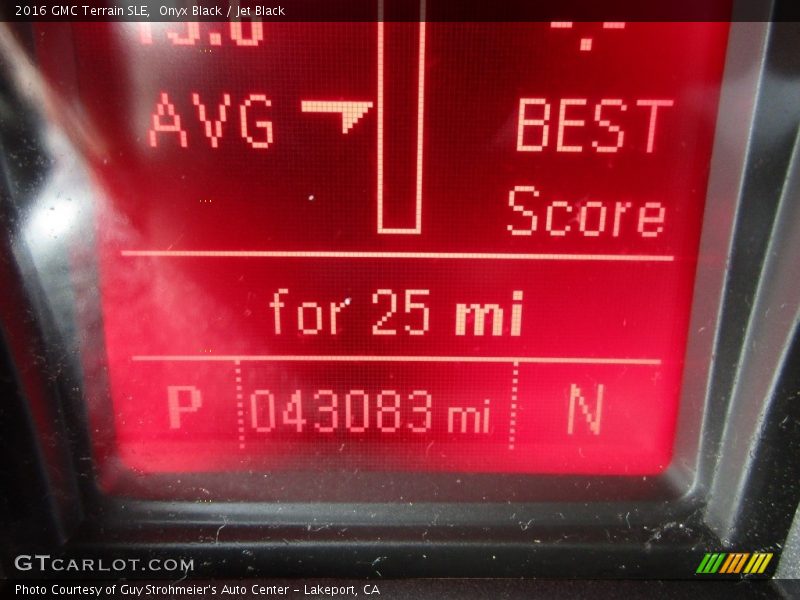 2016 GMC Terrain SLE,  Onyx Black / Jet Black
AVG
BEST
Score
for 25 mi
P 043083 mi N
GTCARLOT.COM
Photo Courtesy of Guy Strohmeier's Auto Center - Lakeport, CA